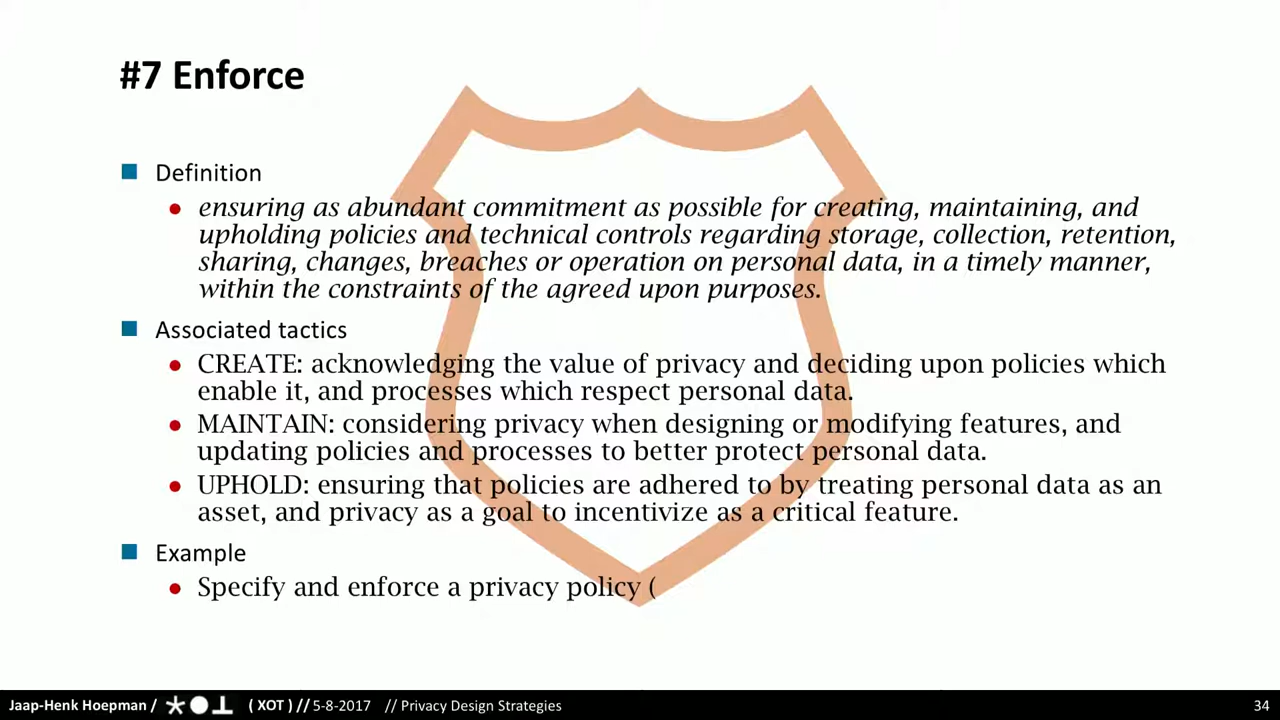 #7 Enforce
Definition
ensuring as abundant commitment as possible for creating, maintaining, and
upholding policies and technical controls regarding storage, collection, retention,
sharing, changes, breaches or operation on personal data, in a timely manner,
within the constraints of the agreed upon purposes.
Associated tactics
CREATE: acknowledging the value of privacy and deciding upon policies which
enable it, and processes which respect personal data.
MAINTAIN: considering privacy when designing or modifying features, and
updating policies and processes to better protect personal data.
UPHOLD: ensuring that policies are adhered to by treating personal data as an
asset, and privacy as a goal to incentivize as a critical feature.
Example
Specify and enforce a privacy policy (
Jaap-Henk Hoepman / ( XOT ) // 5-8-2017 // Privacy Design Strategies 34